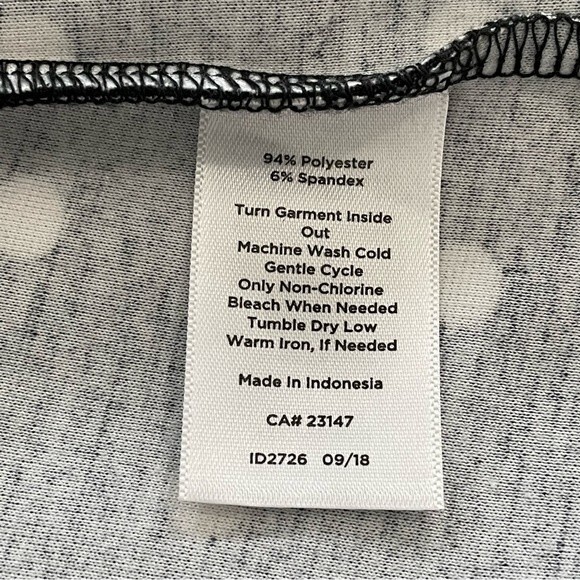 94% Polyester
6% Spandex
Turn Garment Inside
Out
Machine Wash Cold
Gentle Cycle
Only Non-Chlorine
Bleach When Needed
Tumble Dry Low
Warm Iron, If Needed
Made In Indonesia
CA# 23147
ID2726 09/18